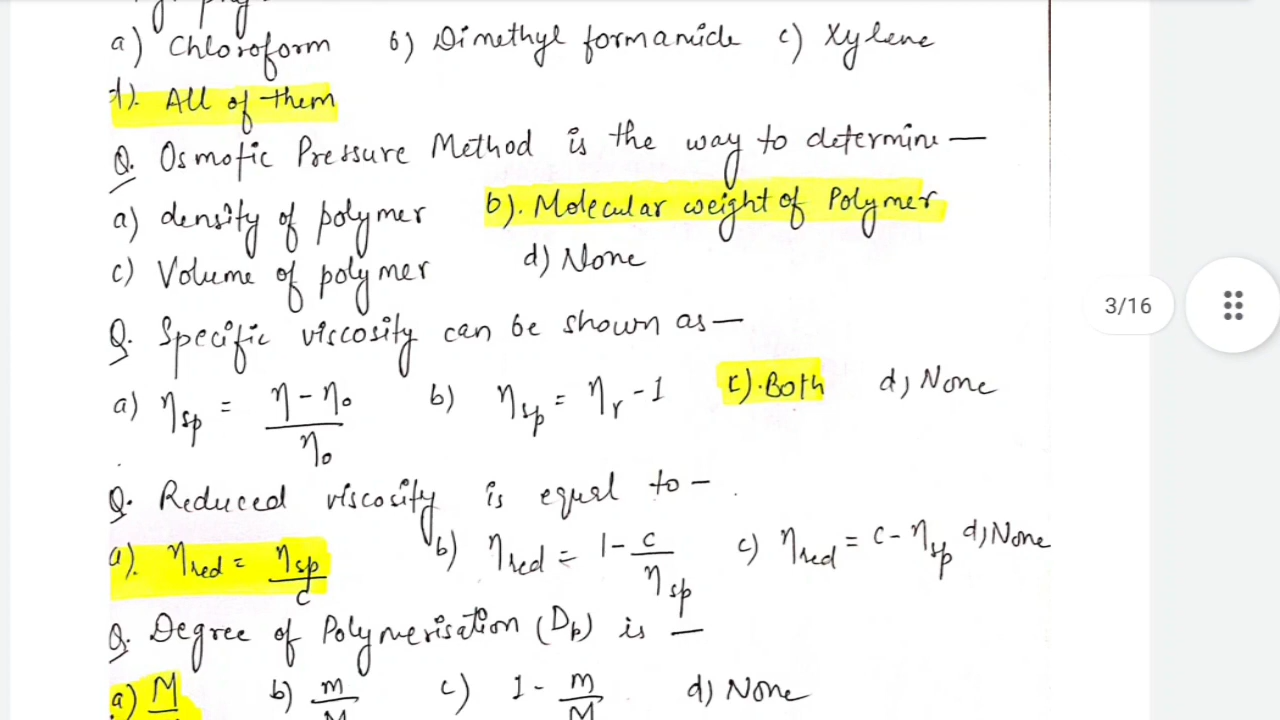 a) Chloroform b) Dimethyl formamide c) Xylene
d). All of them
Q. Osmotic Pressure Method is the way to determine —
a) density of polymer b). Molecular weight of Polymer
c) Volume of polymer d) None
Q. Specific viscosity can be shown as —
a) ηsp = η - η₀ / η₀ b) ηsp = ηr - 1 c). Both d) None
Q. Reduced viscosity is equal to —
a). ηred = ηsp / c b) ηred = 1 - c / ηsp c) ηred = c - ηsp d) None
Q. Degree of Polymerisation (Dp) is —
a) M b) m / M c) 1 - m / M d) None
3/16